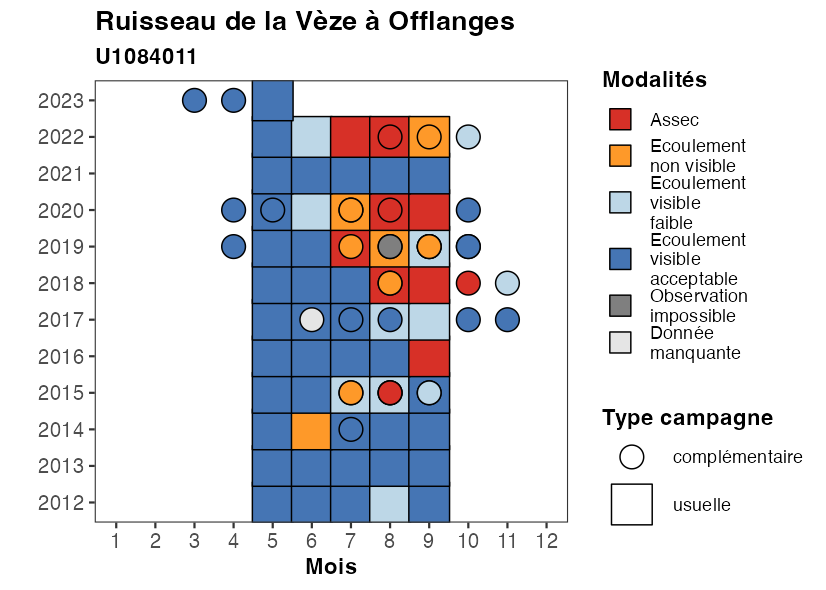 Ruisseau de la Vèze à Offlanges
U1084011
2023
2022
2021
2020
2019
2018
2017
2016
2015
2014
2013
2012
1 2 3 4 5 6 7 8 9 10 11 12
Mois
Modalités
Assec
Ecoulement
non visible
Ecoulement
visible
faible
Ecoulement
visible
acceptable
Observation
impossible
Donnée
manquante
Type campagne
complémentaire
usuelle